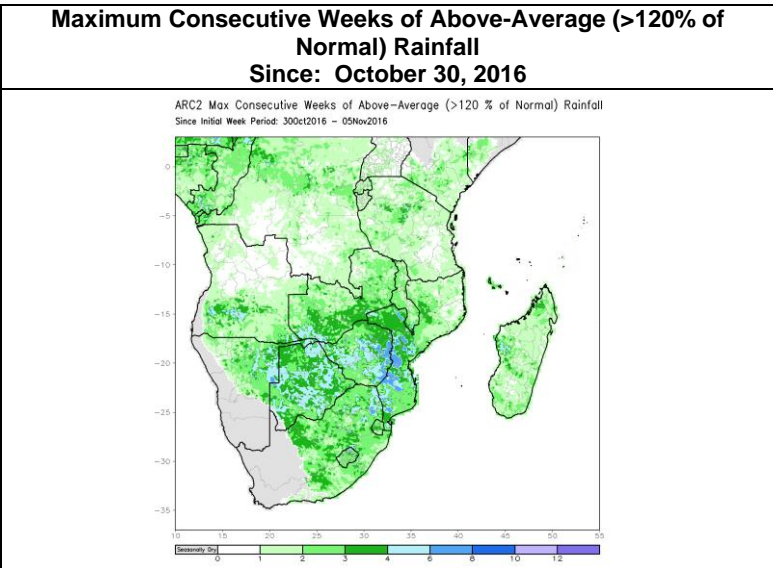 Maximum Consecutive Weeks of Above-Average (>120% of
Normal) Rainfall
Since: October 30, 2016
ARC2 Max Consecutive Weeks of Above-Average (>120 % of Normal) Rainfall
Since Initial Week Period: 30Oct2016 - 05Nov2016
0
-5
-10
-15
-20
-25
-30
-35
10 15 20 25 30 35 40 45 50 55
Seasonally Dry
0 1 2 3 4 6 8 10 12